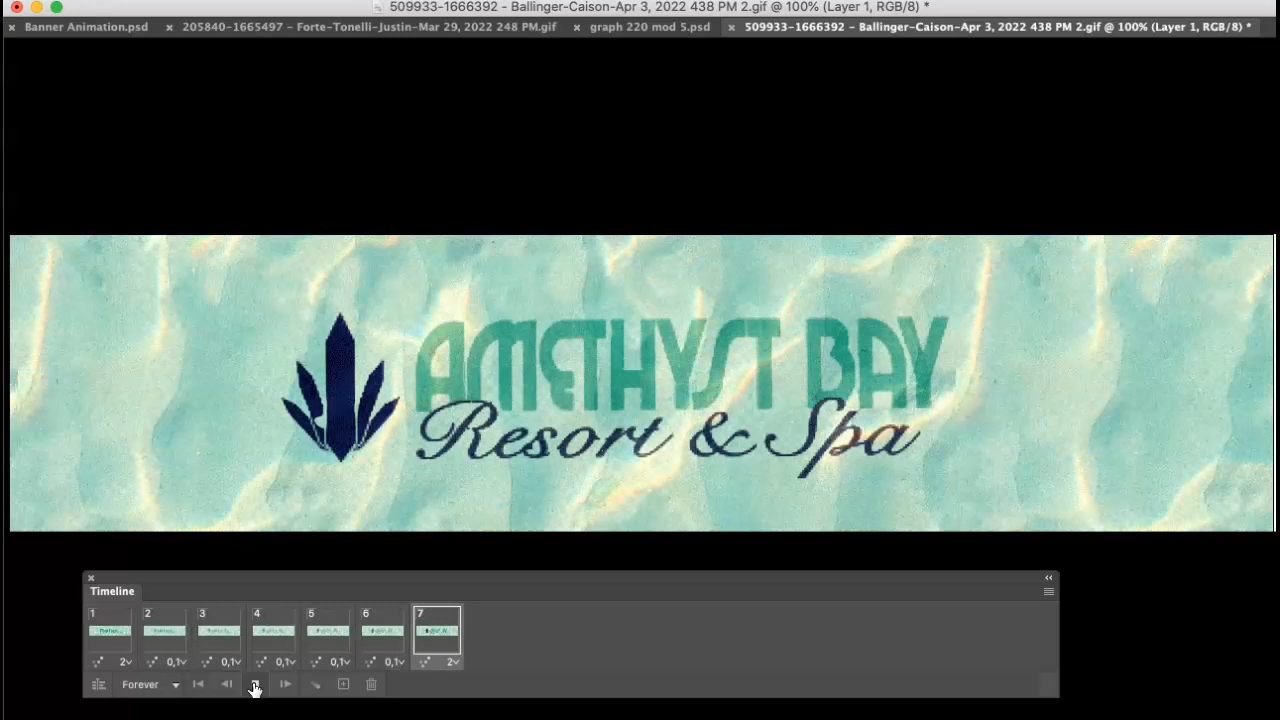 509933-1666392 - Ballinger-Caison-Apr 3, 2022 438 PM 2.gif @ 100% (Layer 1, RGB/8) *
Banner Animation.psd
205840-1665497 - Forte-Tonelli-Justin-Mar 29, 2022 248 PM.gif
graph 220 mod 5.psd
509933-1666392 - Ballinger-Caison-Apr 3, 2022 438 PM 2.gif @ 100% (Layer 1, RGB/8) *
AMETHYST BAY
Resort & Spa
Timeline
1 2 3 4 5 6 7
2 0,1 0,1 0,1 0,1 0,1 2
Forever